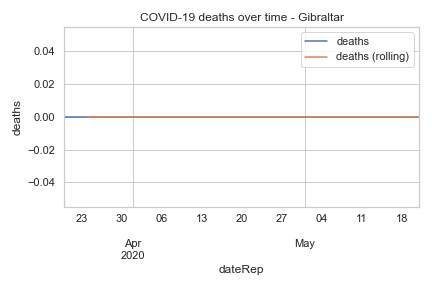 COVID-19 deaths over time - Gibraltar
deaths
deaths (rolling)
0.04
0.02
0.00
−0.02
−0.04
deaths
23 30 06 13 20 27 04 11 18
Apr May
2020
dateRep